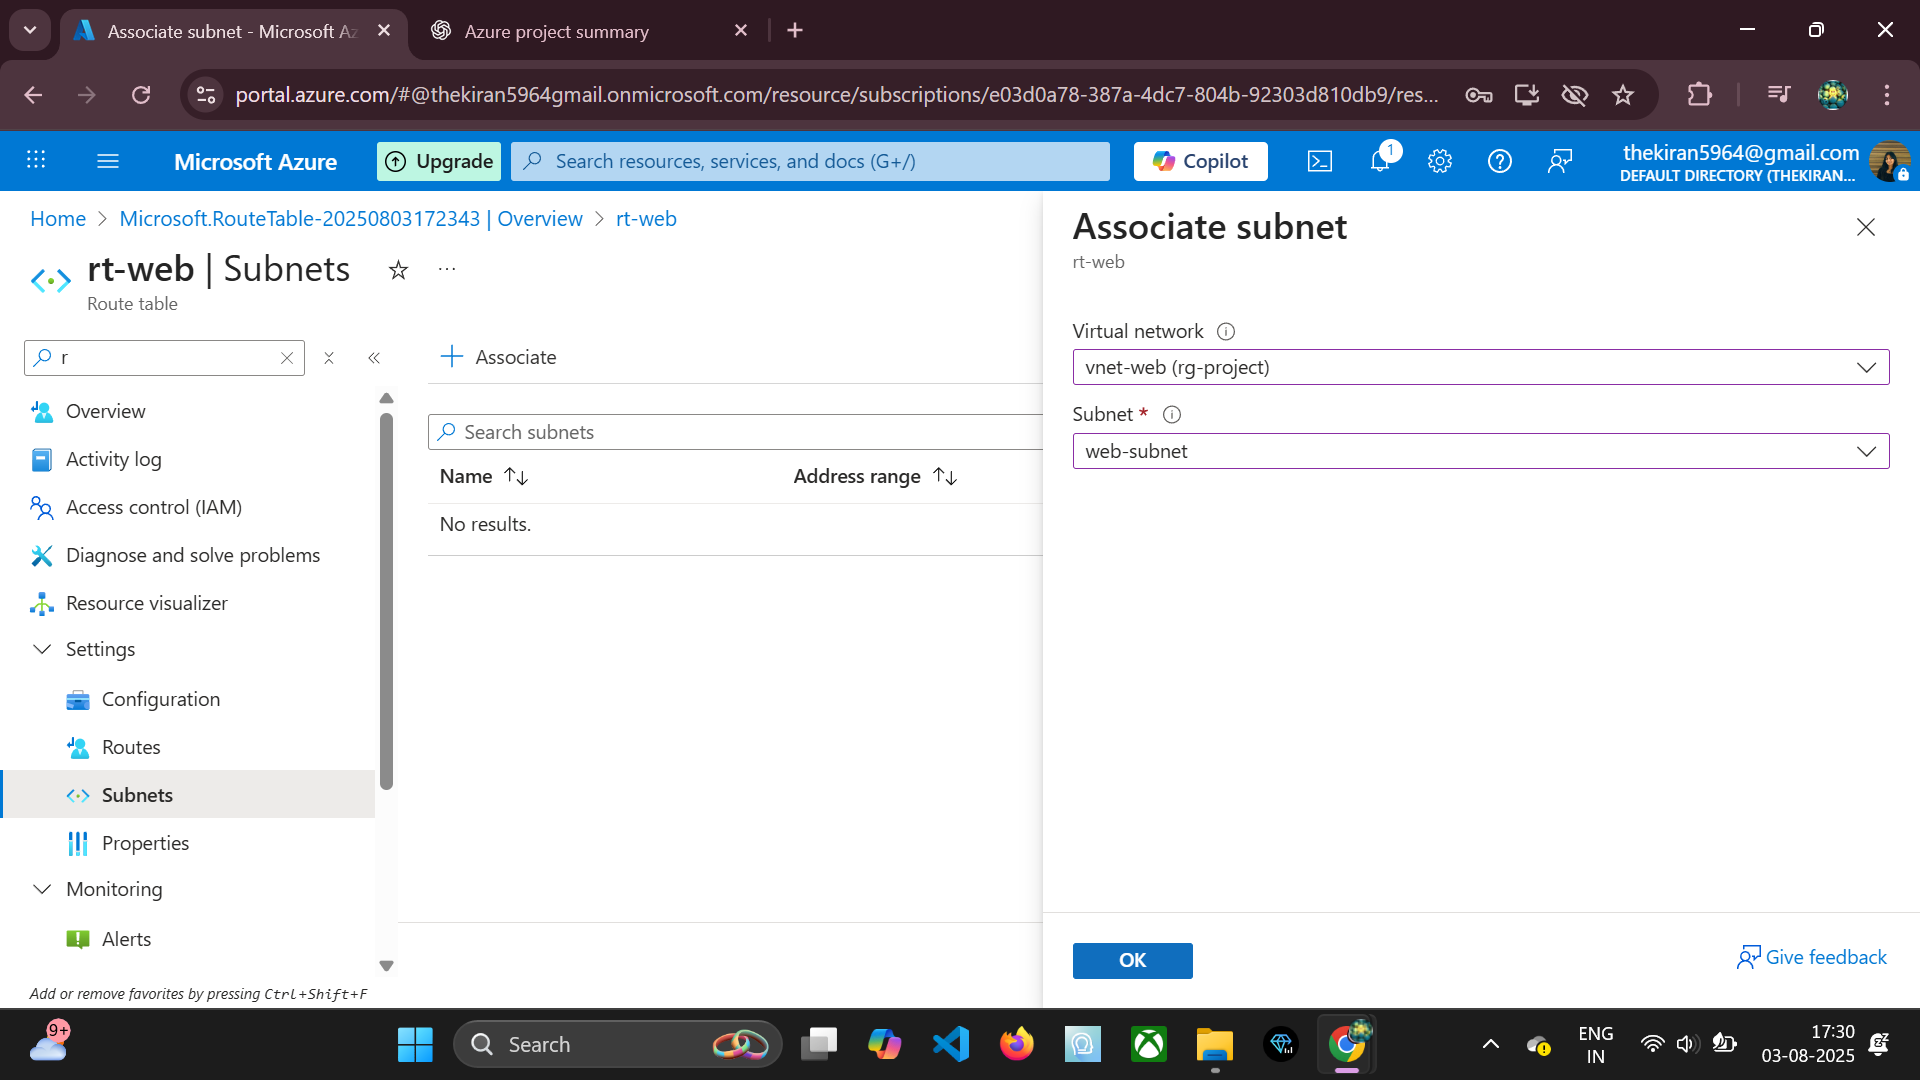 Associate subnet - Microsoft Az
Azure project summary
portal.azure.com/#@thekiran5964gmail.onmicrosoft.com/resource/subscriptions/e03d0a78-387a-4dc7-804b-92303d810db9/res...
Microsoft Azure
Upgrade
Search resources, services, and docs (G+/)
Copilot
1
thekiran5964@gmail.com
DEFAULT DIRECTORY (THEKIRAN...
Home > Microsoft.RouteTable-20250803172343 | Overview > rt-web
rt-web | Subnets
...
Route table
r
Overview
Activity log
Access control (IAM)
Diagnose and solve problems
Resource visualizer
Settings
Configuration
Routes
Subnets
Properties
Monitoring
Alerts
Add or remove favorites by pressing Ctrl+Shift+F
Associate
Search subnets
Name
Address range
No results.
Associate subnet
rt-web
Virtual network
vnet-web (rg-project)
Subnet *
web-subnet
OK
Give feedback
9+
Search
ENG
IN
17:30
03-08-2025